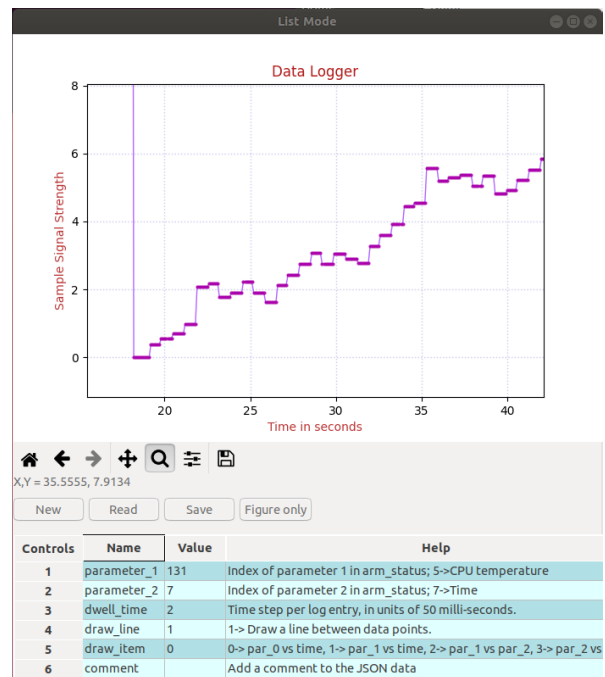 List Mode
Data Logger
8
6
4
2
0
Sample Signal Strength
20 25 30 35 40
Time in seconds
X,Y = 35.5555, 7.9134
New Read Save Figure only
Controls Name Value Help
1 parameter_1 131 Index of parameter 1 in arm_status; 5->CPU temperature
2 parameter_2 7 Index of parameter 2 in arm_status; 7->Time
3 dwell_time 2 Time step per log entry, in units of 50 milli-seconds.
4 draw_line 1 1-> Draw a line between data points.
5 draw_item 0 0-> par_0 vs time, 1-> par_1 vs time, 2-> par_1 vs par_2, 3-> par_2 vs
6 comment Add a comment to the JSON data